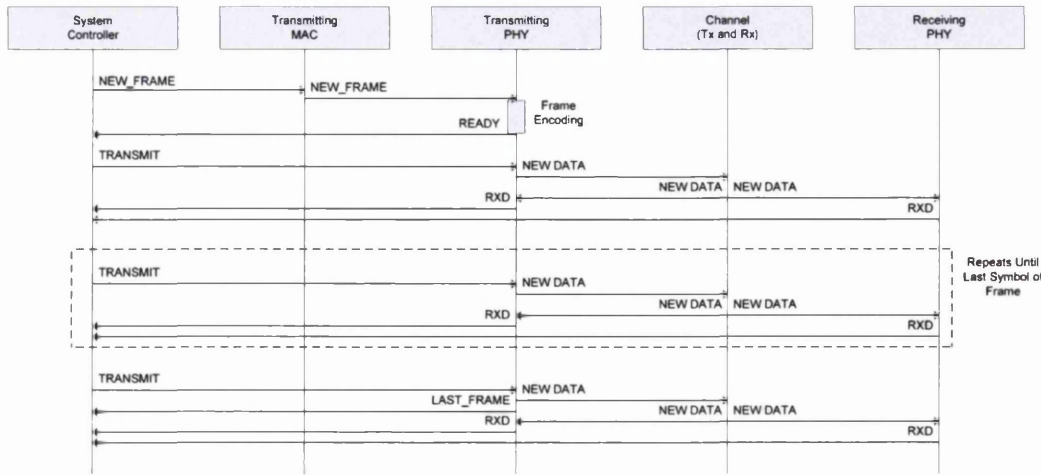 System
Controller
Transmitting
MAC
Transmitting
PHY
Channel
(Tx and Rx)
Receiving
PHY
NEW_FRAME
NEW_FRAME
Frame
Encoding
READY
TRANSMIT
NEW DATA
NEW DATA
NEW DATA
RXD
RXD
Repeats Until
Last Symbol of
Frame
TRANSMIT
NEW DATA
NEW DATA
NEW DATA
RXD
RXD
TRANSMIT
NEW DATA
LAST_FRAME
NEW DATA
NEW DATA
RXD
RXD